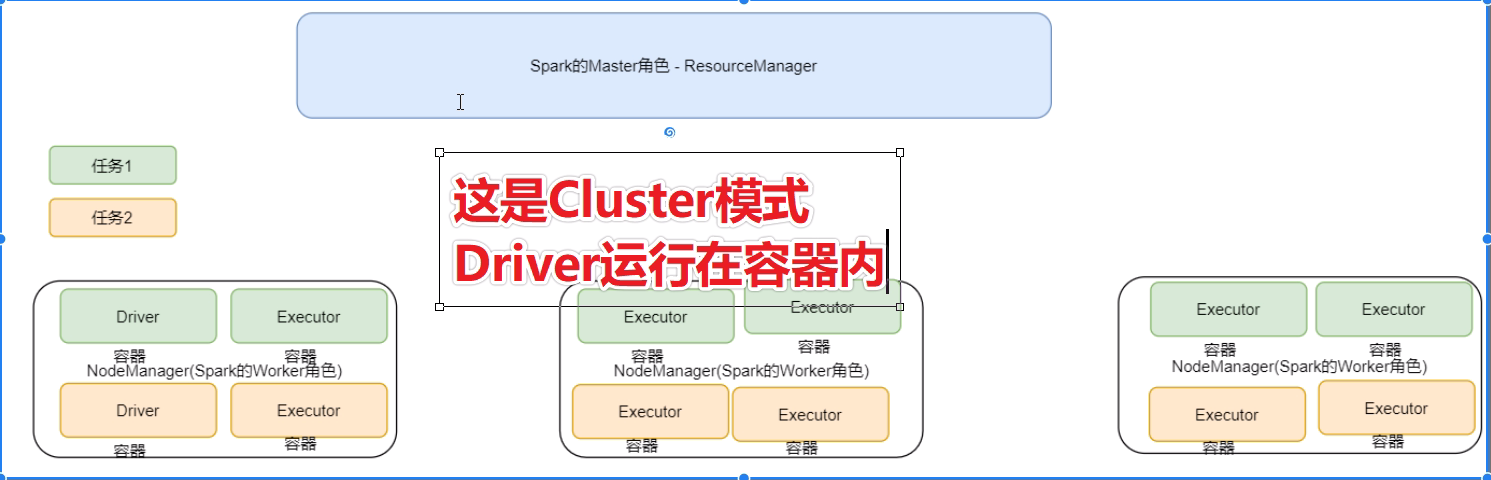 Spark的Master角色 - ResourceManager
任务1
任务2
这是Cluster模式
Driver运行在容器内
Driver
Executor
容器
容器
NodeManager(Spark的Worker角色)
Driver
Executor
容器
容器
Executor
Executor
容器
容器
NodeManager(Spark的Worker角色)
Executor
Executor
容器
容器
Executor
Executor
容器
容器
NodeManager(Spark的Worker角色)
Executor
Executor
容器
容器